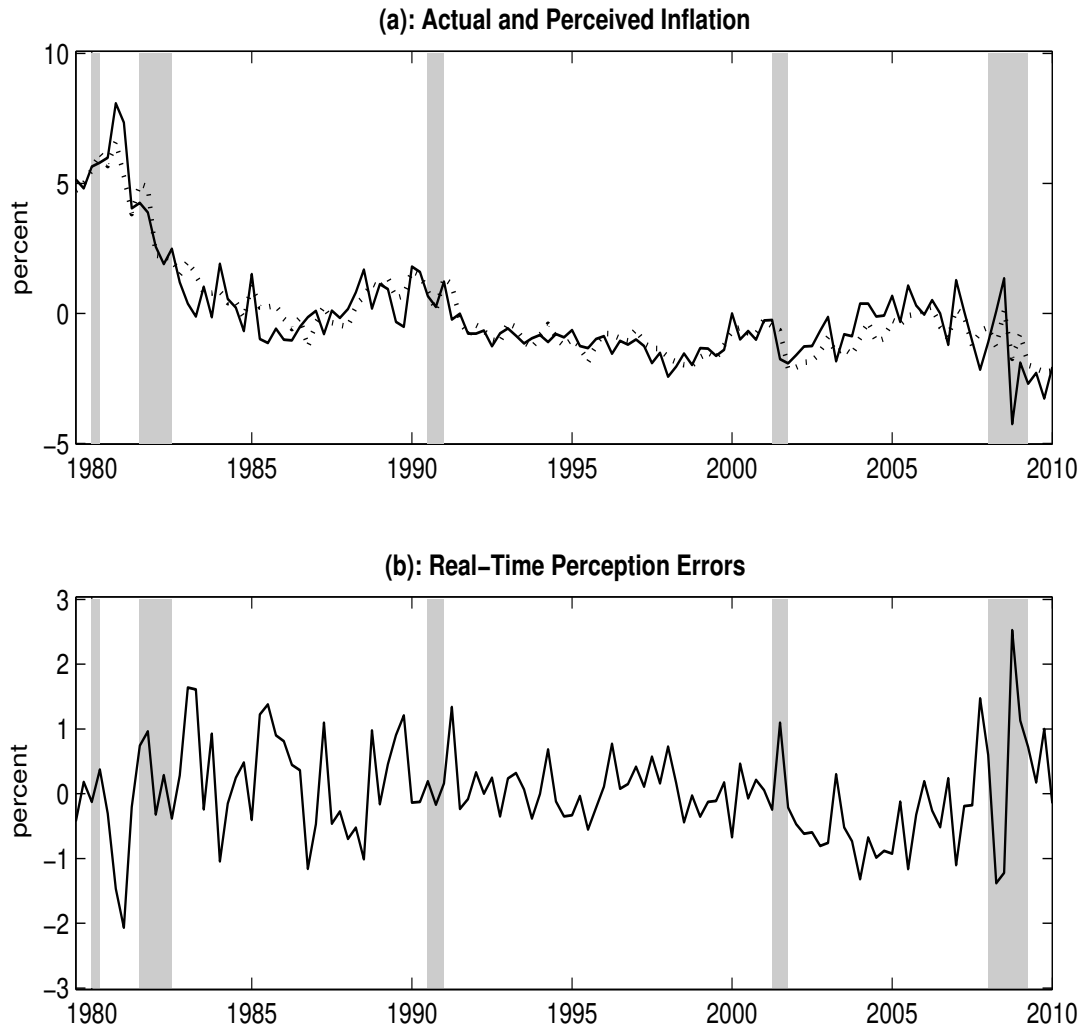 (a): Actual and Perceived Inflation
10
5
0
−5
percent
1980 1985 1990 1995 2000 2005 2010
(b): Real−Time Perception Errors
3
2
1
0
−1
−2
−3
percent
1980 1985 1990 1995 2000 2005 2010